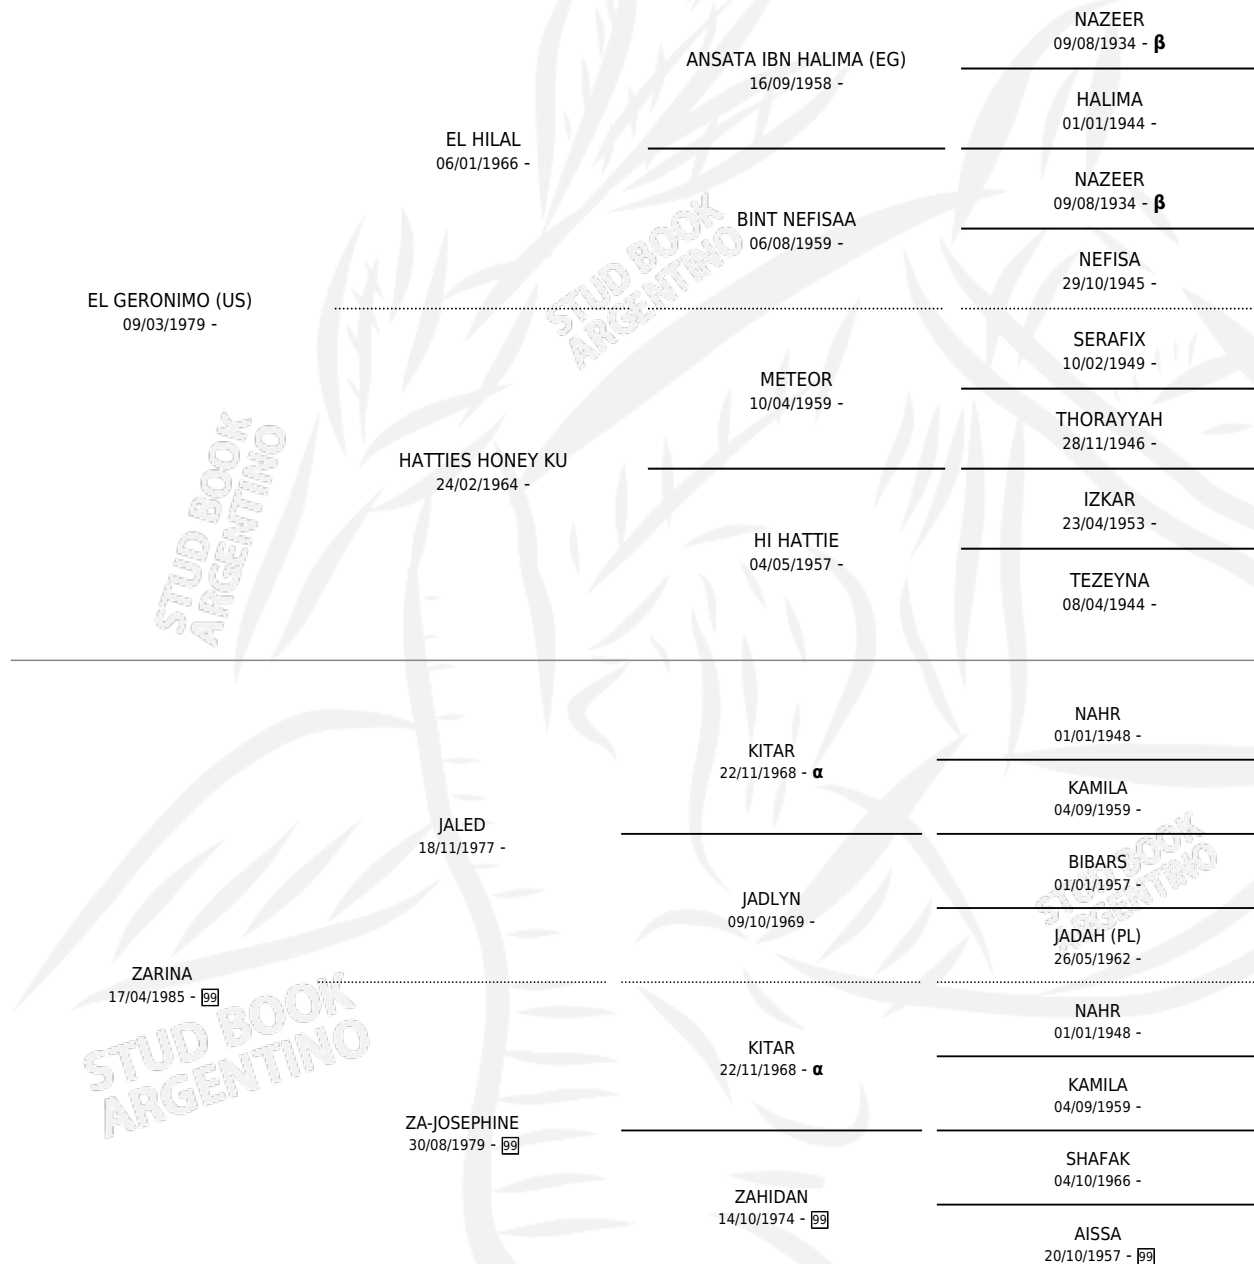 NAZEER
09/08/1934 - β
ANSATA IBN HALIMA (EG)
16/09/1958 -
HALIMA
01/01/1944 -
EL HILAL
06/01/1966 -
NAZEER
09/08/1934 - β
BINT NEFISAA
06/08/1959 -
NEFISA
29/10/1945 -
EL GERONIMO (US)
09/03/1979 -
SERAFIX
10/02/1949 -
METEOR
10/04/1959 -
THORAYYAH
28/11/1946 -
HATTIES HONEY KU
24/02/1964 -
IZKAR
23/04/1953 -
HI HATTIE
04/05/1957 -
TEZEYNA
08/04/1944 -
STUD BOOK
ARGENTINO
STUD BOOK
ARGENTINO
NAHR
01/01/1948 -
KITAR
22/11/1968 - α
KAMILA
04/09/1959 -
JALED
18/11/1977 -
BIBARS
01/01/1957 -
JADLYN
09/10/1969 -
JADAH (PL)
26/05/1962 -
ZARINA
17/04/1985 - 99
NAHR
01/01/1948 -
KITAR
22/11/1968 - α
KAMILA
04/09/1959 -
ZA-JOSEPHINE
30/08/1979 - 99
SHAFAK
04/10/1966 -
ZAHIDAN
14/10/1974 - 99
AISSA
20/10/1957 - 99
STUD BOOK
ARGENTINO
STUD BOOK
ARGENTINO